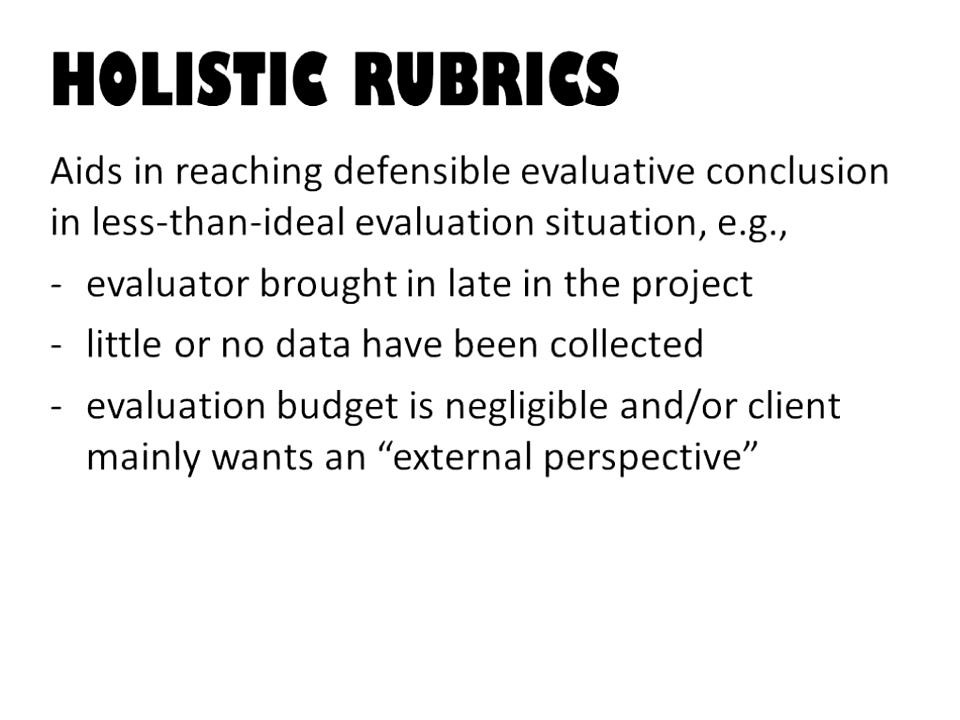 HOLISTIC RUBRICS
Aids in reaching defensible evaluative conclusion
in less-than-ideal evaluation situation, e.g.,
- evaluator brought in late in the project
- little or no data have been collected
- evaluation budget is negligible and/or client
mainly wants an “external perspective”